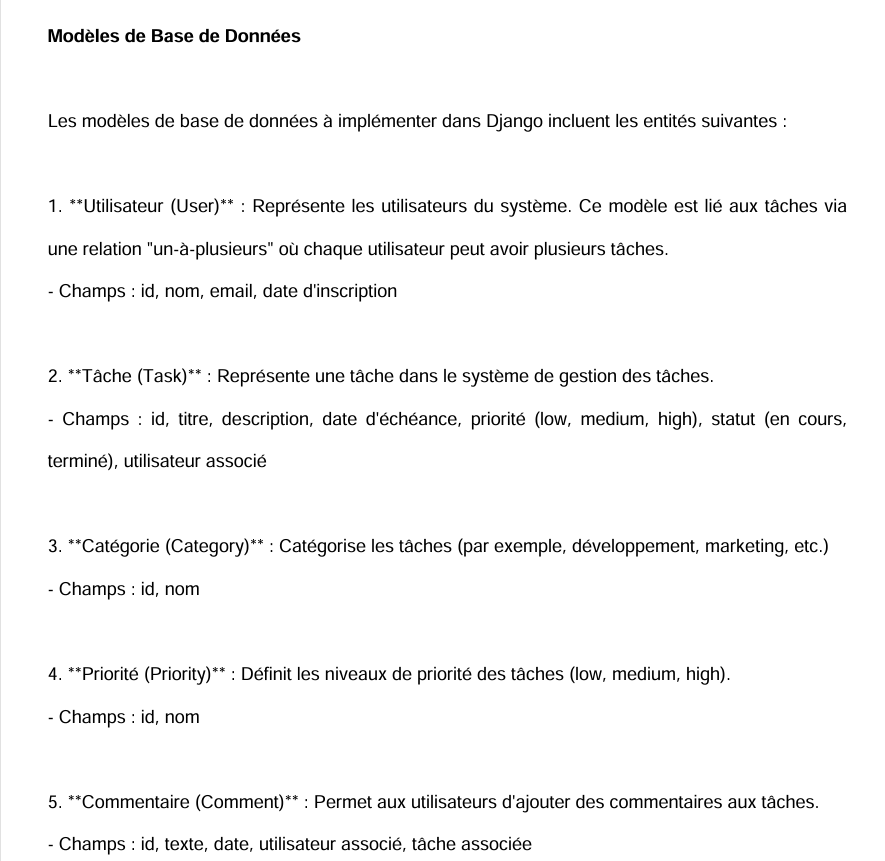 Modèles de Base de Données
Les modèles de base de données à implémenter dans Django incluent les entités suivantes :
1. **Utilisateur (User)** : Représente les utilisateurs du système. Ce modèle est lié aux tâches via
une relation "un-à-plusieurs" où chaque utilisateur peut avoir plusieurs tâches.
- Champs : id, nom, email, date d'inscription
2. **Tâche (Task)** : Représente une tâche dans le système de gestion des tâches.
- Champs : id, titre, description, date d'échéance, priorité (low, medium, high), statut (en cours,
terminé), utilisateur associé
3. **Catégorie (Category)** : Catégorise les tâches (par exemple, développement, marketing, etc.)
- Champs : id, nom
4. **Priorité (Priority)** : Définit les niveaux de priorité des tâches (low, medium, high).
- Champs : id, nom
5. **Commentaire (Comment)** : Permet aux utilisateurs d'ajouter des commentaires aux tâches.
- Champs : id, texte, date, utilisateur associé, tâche associée